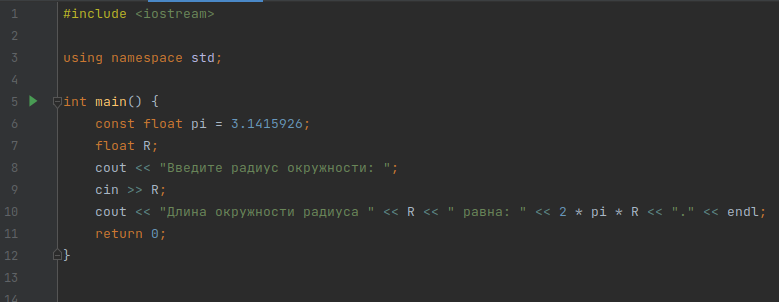 1 #include <iostream>
2
3 using namespace std;
4
5 int main() {
6 const float pi = 3.1415926;
7 float R;
8 cout << "Введите радиус окружности: ";
9 cin >> R;
10 cout << "Длина окружности радиуса " << R << " равна: " << 2 * pi * R << "." << endl;
11 return 0;
12 }
13
14